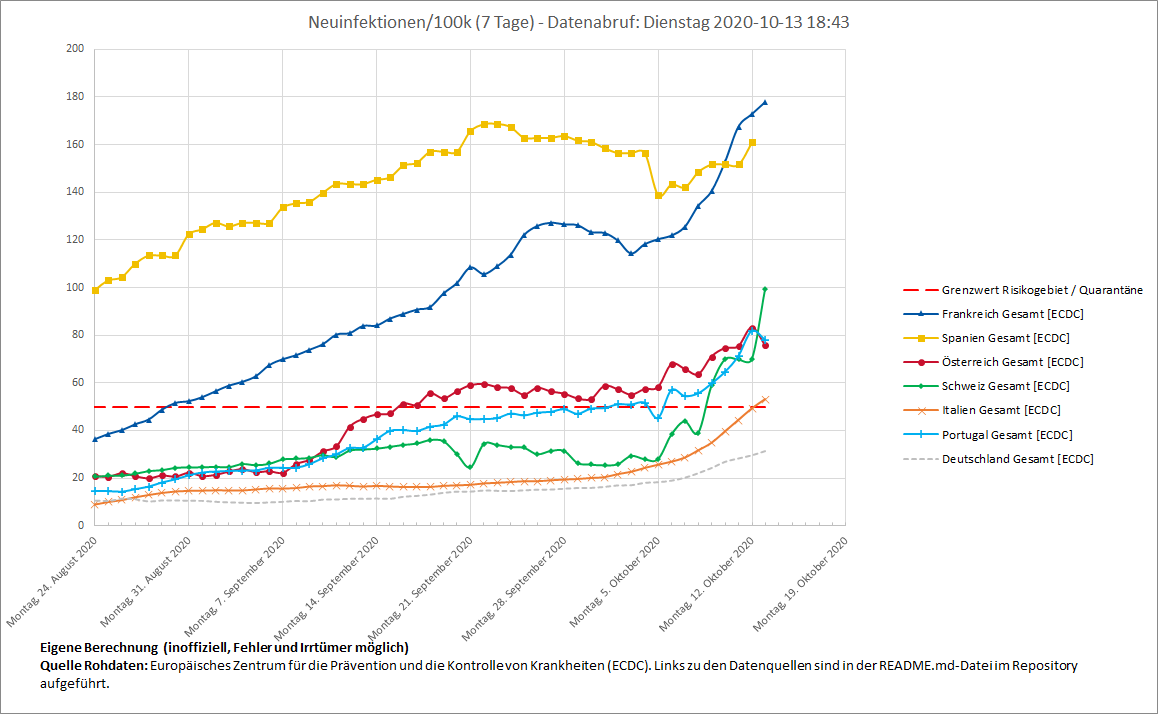 Neuinfektionen/100k (7 Tage) - Datenabruf: Dienstag 2020-10-13 18:43
200
180
160
140
120
100
80
60
40
20
0
Montag, 24. August 2020
Montag, 31. August 2020
Montag, 7. September 2020
Montag, 14. September 2020
Montag, 21. September 2020
Montag, 28. September 2020
Montag, 5. Oktober 2020
Montag, 12. Oktober 2020
Montag, 19. Oktober 2020
Grenzwert Risikogebiet / Quarantäne
Frankreich Gesamt [ECDC]
Spanien Gesamt [ECDC]
Österreich Gesamt [ECDC]
Schweiz Gesamt [ECDC]
Italien Gesamt [ECDC]
Portugal Gesamt [ECDC]
Deutschland Gesamt [ECDC]
Eigene Berechnung (inoffiziell, Fehler und Irrtümer möglich)
Quelle Rohdaten: Europäisches Zentrum für die Prävention und die Kontrolle von Krankheiten (ECDC). Links zu den Datenquellen sind in der README.md-Datei im Repository
aufgeführt.